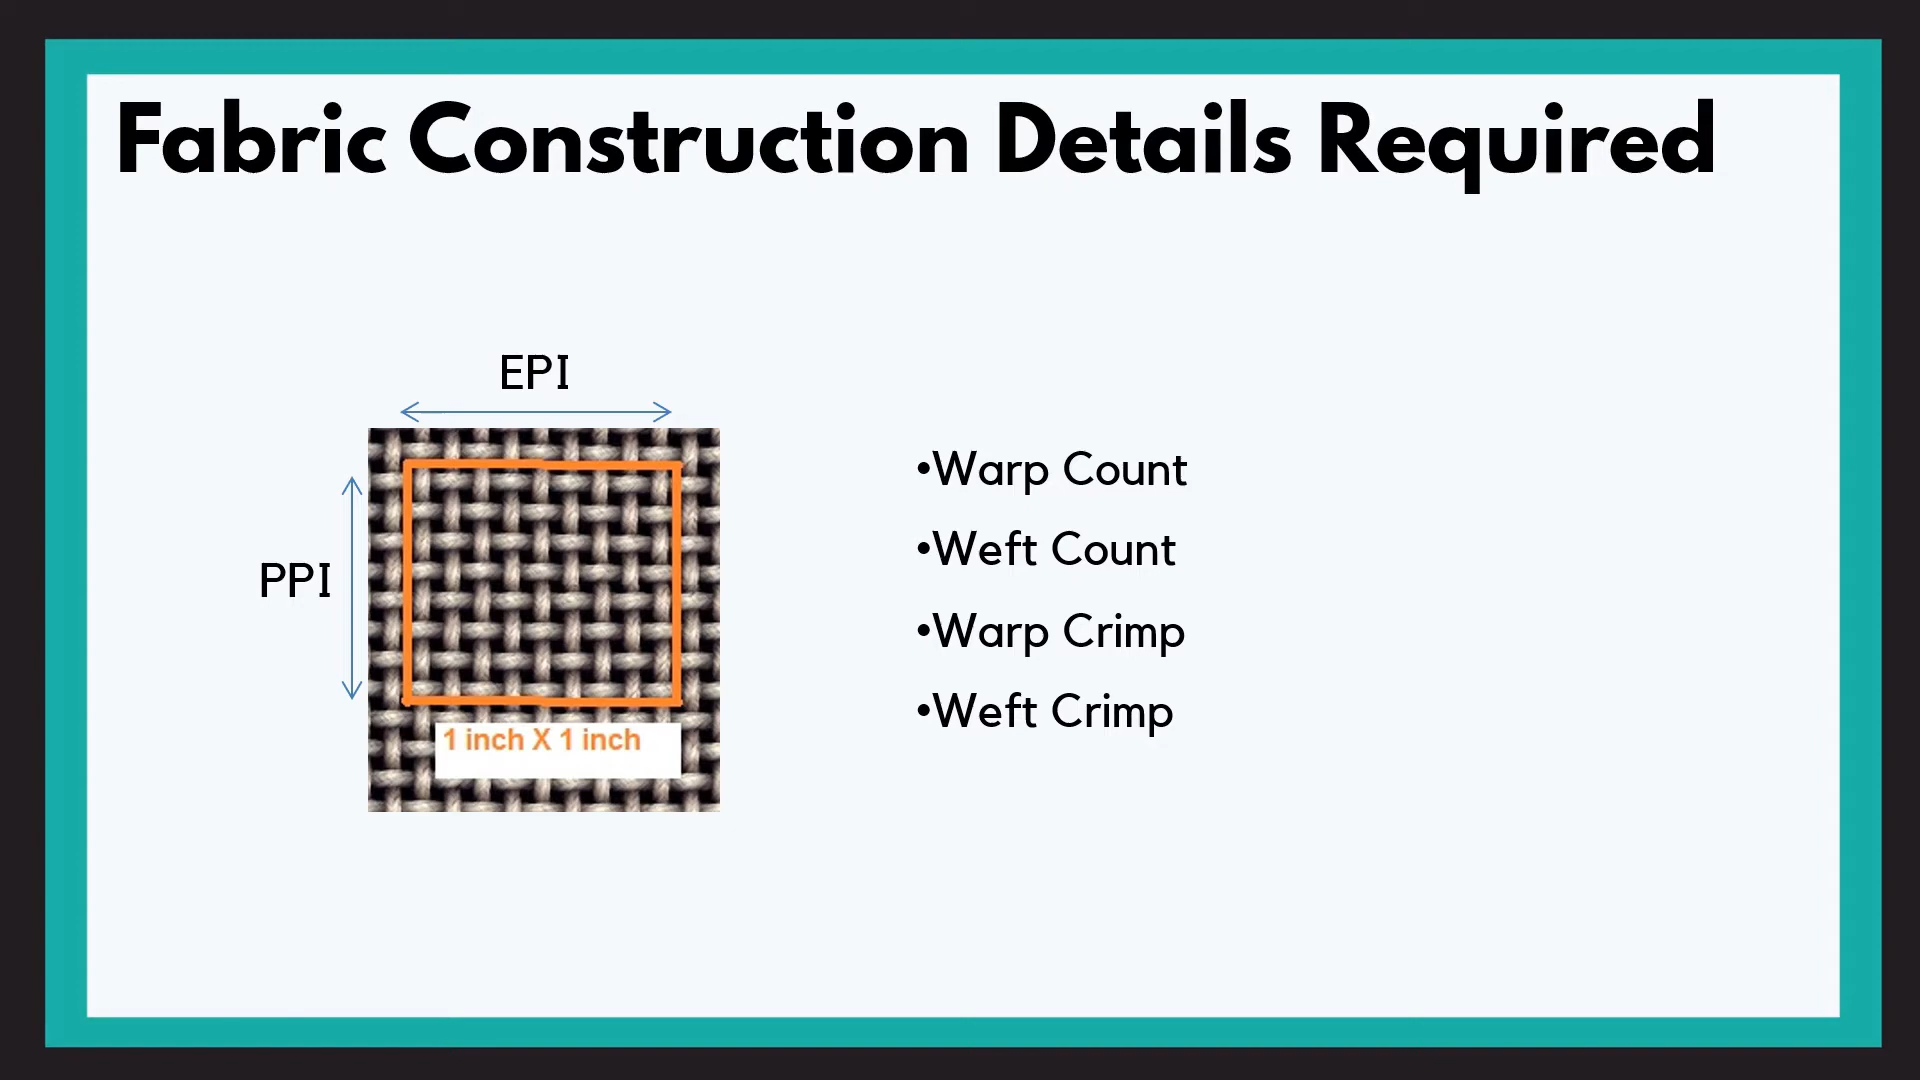 Fabric Construction Details Required
EPI
PPI
1 inch X 1 inch
•Warp Count
•Weft Count
•Warp Crimp
•Weft Crimp